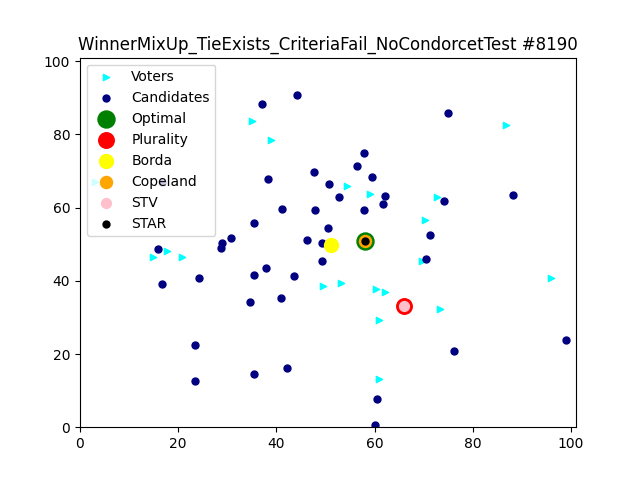 WinnerMixUp_TieExists_CriteriaFail_NoCondorcetTest #8190
100
80
60
40
20
0
Voters
Candidates
Optimal
Plurality
Borda
Copeland
STV
STAR
0 20 40 60 80 100